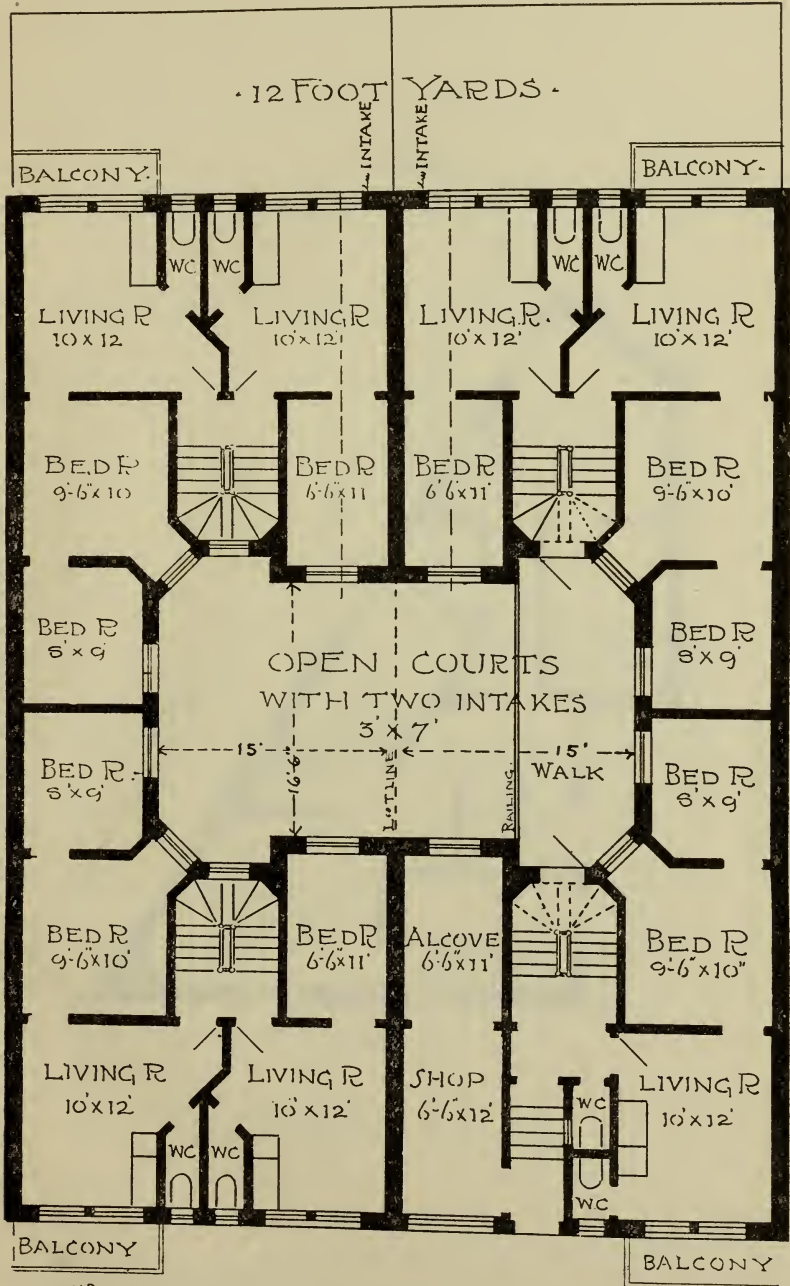 · 12 FOOT YARDS ·
INTAKE
INTAKE
BALCONY.
BALCONY-
WC
WC
WC
WC
LIVING R
10 X 12
LIVING R
10' X 12'
LIVING R.
10' X 12'
LIVING R
10' X 12'
BED R
9'-6" X 10
BED R
6'-6" X 11
BED R
6'6" X 11'
BED R
9'-6" X 10'
BED R
8' X 9'
BED R
8' X 9'
OPEN COURTS
WITH TWO INTAKES
3' X 7'
15'
16'6"
LOT LINE
RAILING.
15'
WALK
BED R.
8' X 9'
BED R
8' X 9'
BED R
9'-6" X 10'
BED R
6'-6" X 11'
ALCOVE
6'-6" X 11'
BED R
9'-6" X 10"
LIVING R
10' X 12'
LIVING R
10' X 12'
SHOP
6'-6" X 12'
LIVING R
10' X 12'
WC
WC
WC
WC
BALCONY
BALCONY